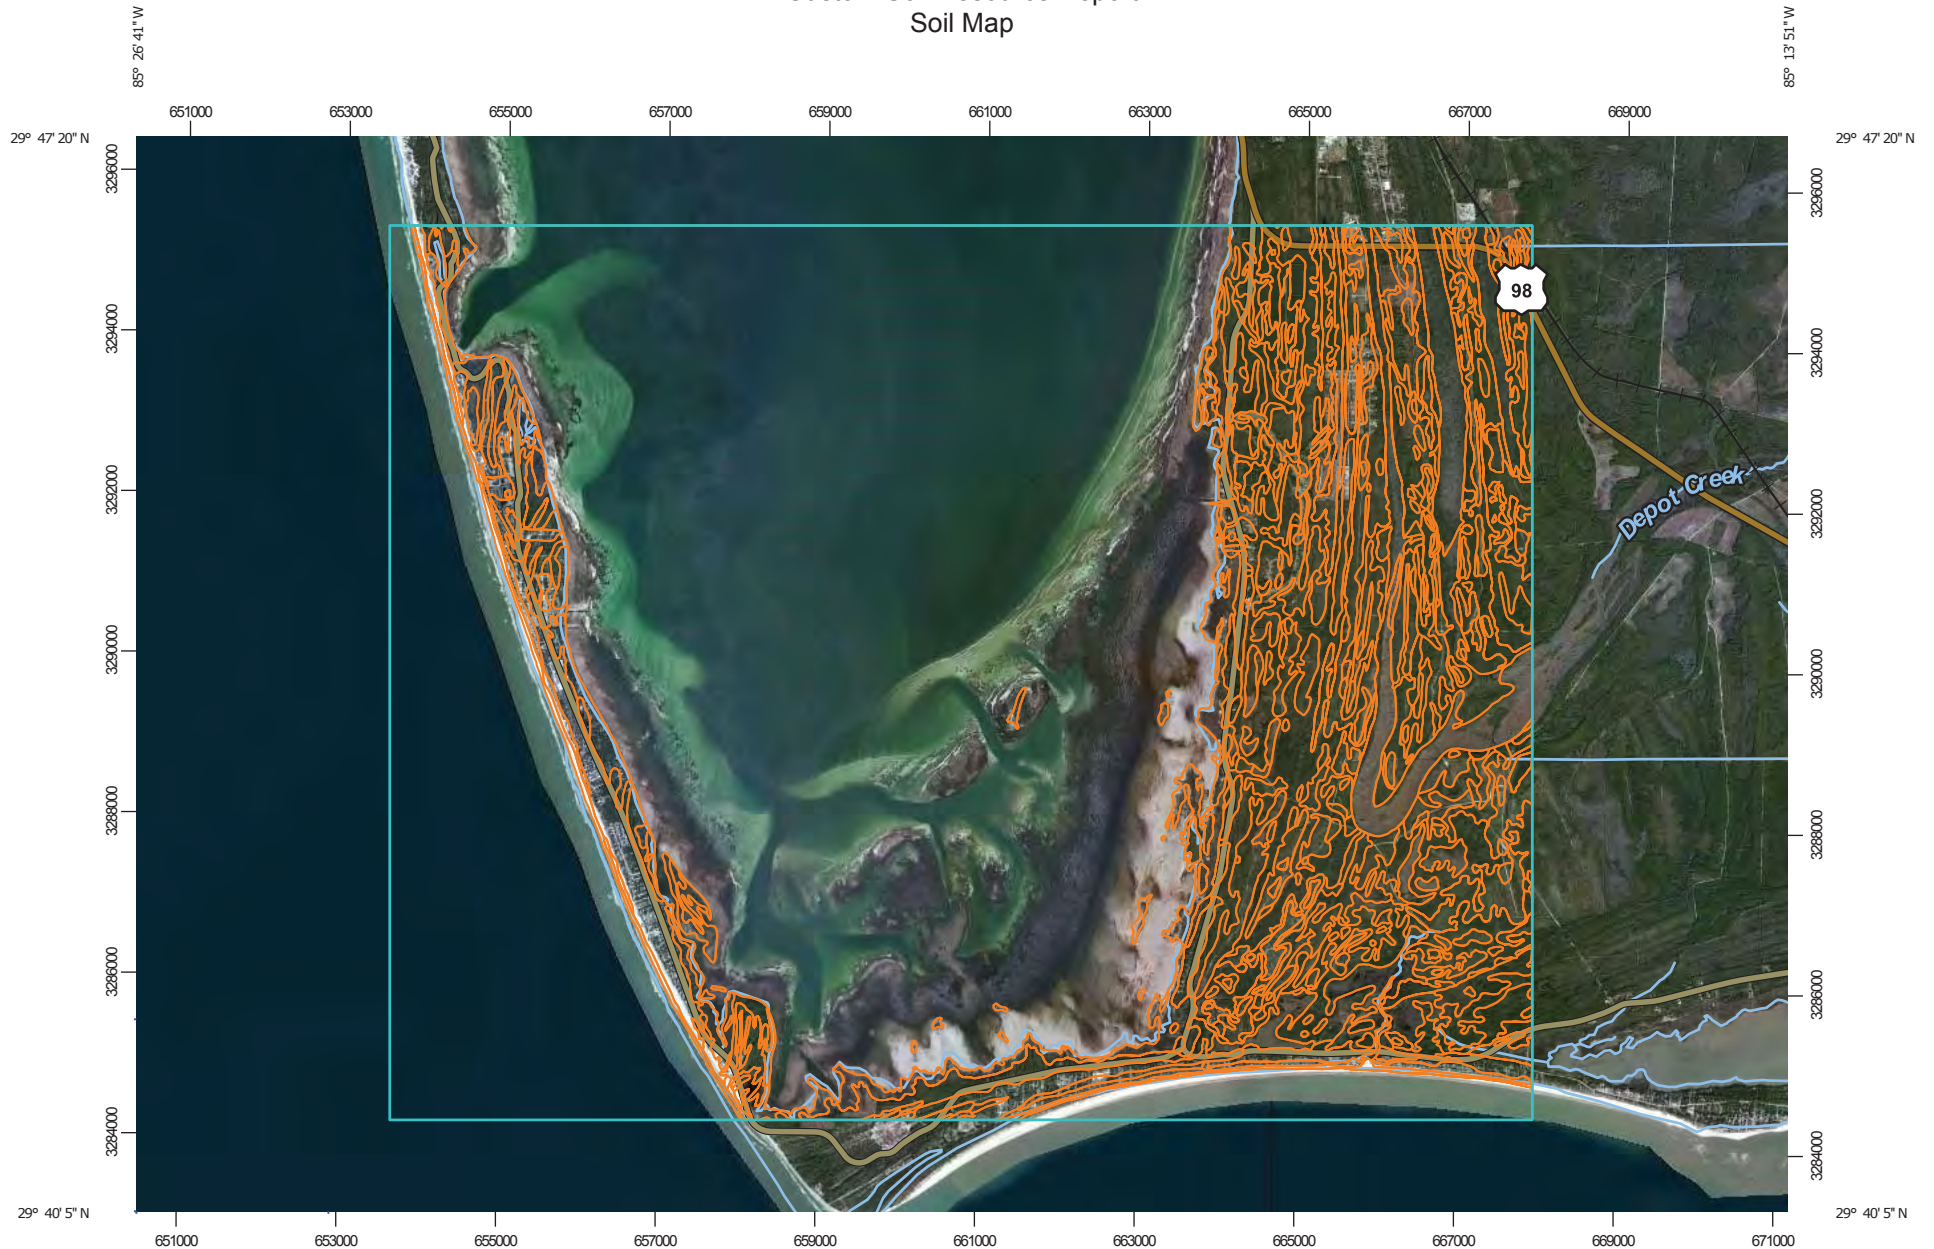 Soil Map
85° 26' 41" W
85° 13' 51" W
651000 653000 655000 657000 659000 661000 663000 665000 667000 669000
29° 47' 20" N
29° 47' 20" N
3296000
3294000
3292000
3290000
3288000
3286000
3284000
3296000
3294000
3292000
3290000
3288000
3286000
3284000
98
Depot Creek
29° 40' 5" N
29° 40' 5" N
651000 653000 655000 657000 659000 661000 663000 665000 667000 669000 671000